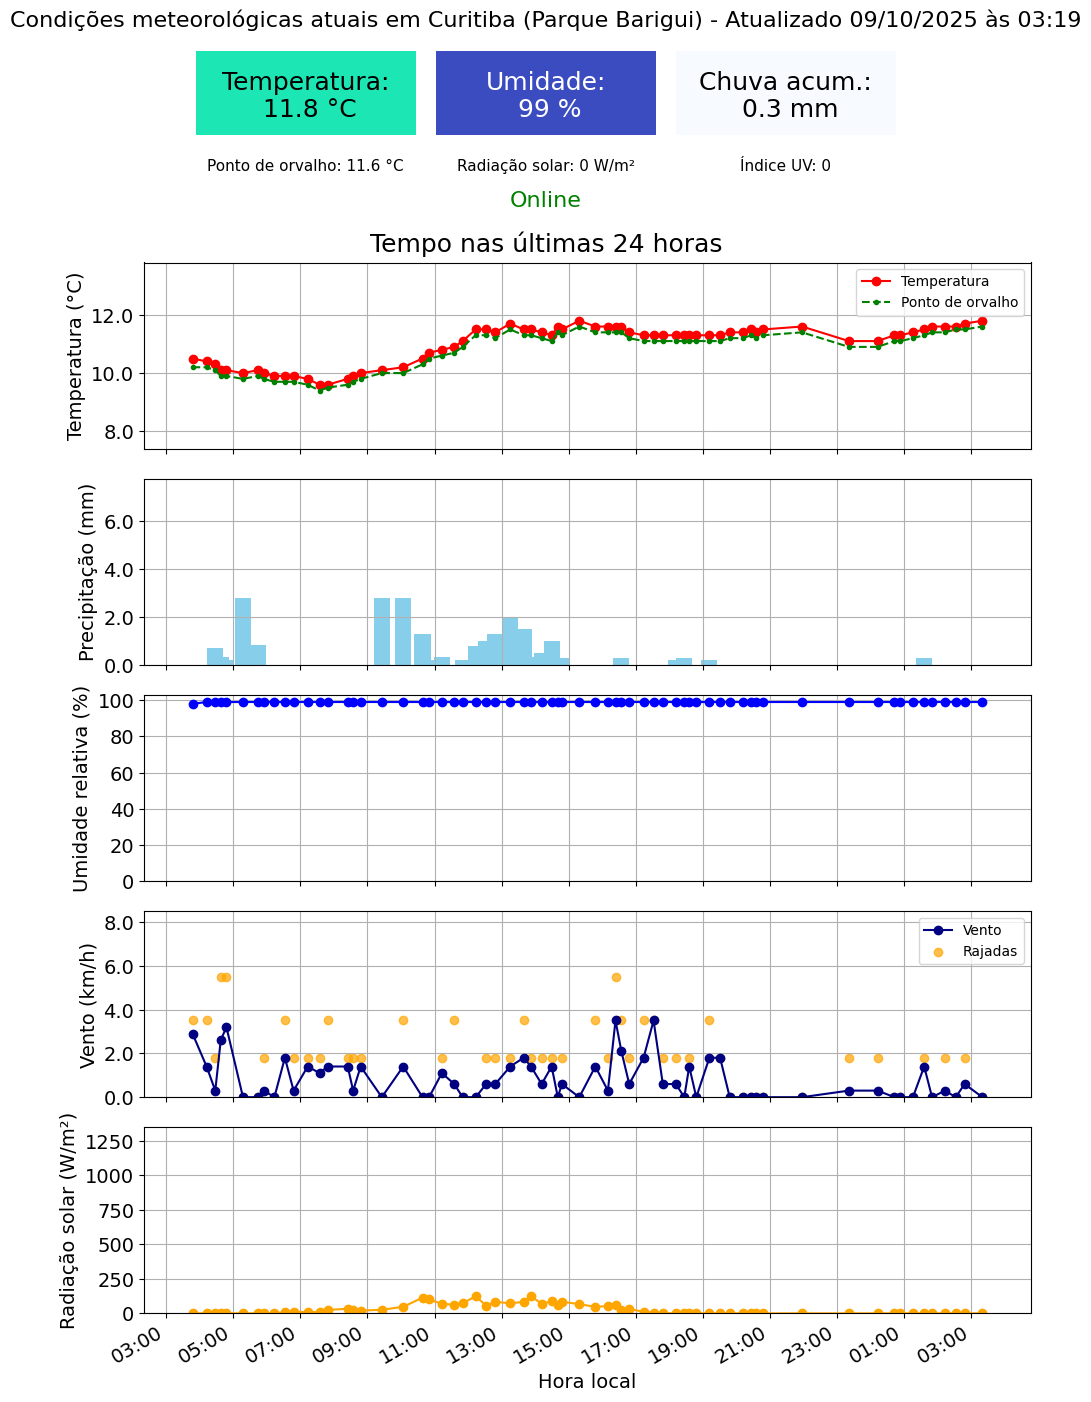 Condições meteorológicas atuais em Curitiba (Parque Barigui) - Atualizado 09/10/2025 às 03:19
Temperatura:
11.8 °C
Umidade:
99 %
Chuva acum.:
0.3 mm
Ponto de orvalho: 11.6 °C
Radiação solar: 0 W/m²
Índice UV: 0
Online
Tempo nas últimas 24 horas
Temperatura (°C)
12.0
10.0
8.0
Temperatura
Ponto de orvalho
Precipitação (mm)
6.0
4.0
2.0
0.0
Umidade relativa (%)
100
80
60
40
20
0
Vento (km/h)
8.0
6.0
4.0
2.0
0.0
Vento
Rajadas
Radiação solar (W/m²)
1250
1000
750
500
250
0
03:00
05:00
07:00
09:00
11:00
13:00
15:00
17:00
19:00
21:00
23:00
01:00
03:00
Hora local